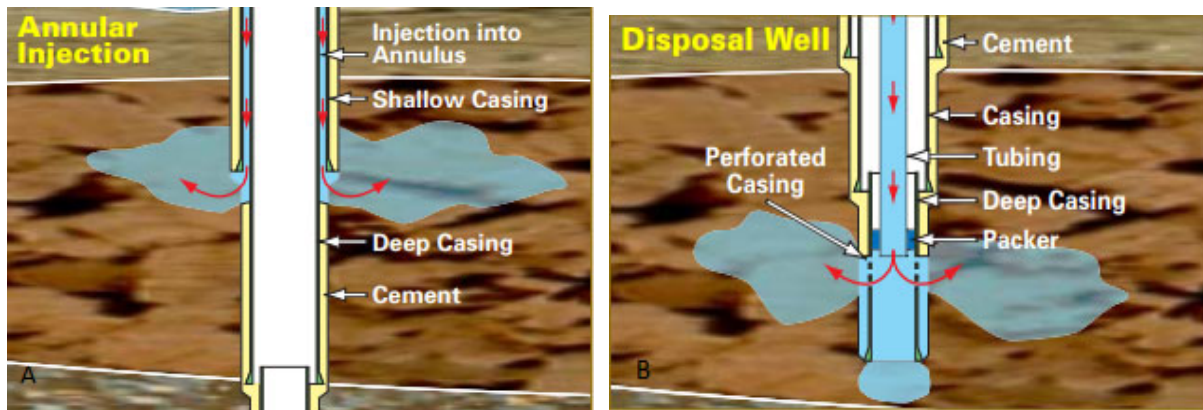 Annular
Injection
Injection into
Annulus
Shallow Casing
Deep Casing
Cement
A
Disposal Well
Cement
Casing
Tubing
Perforated
Casing
Deep Casing
Packer
B